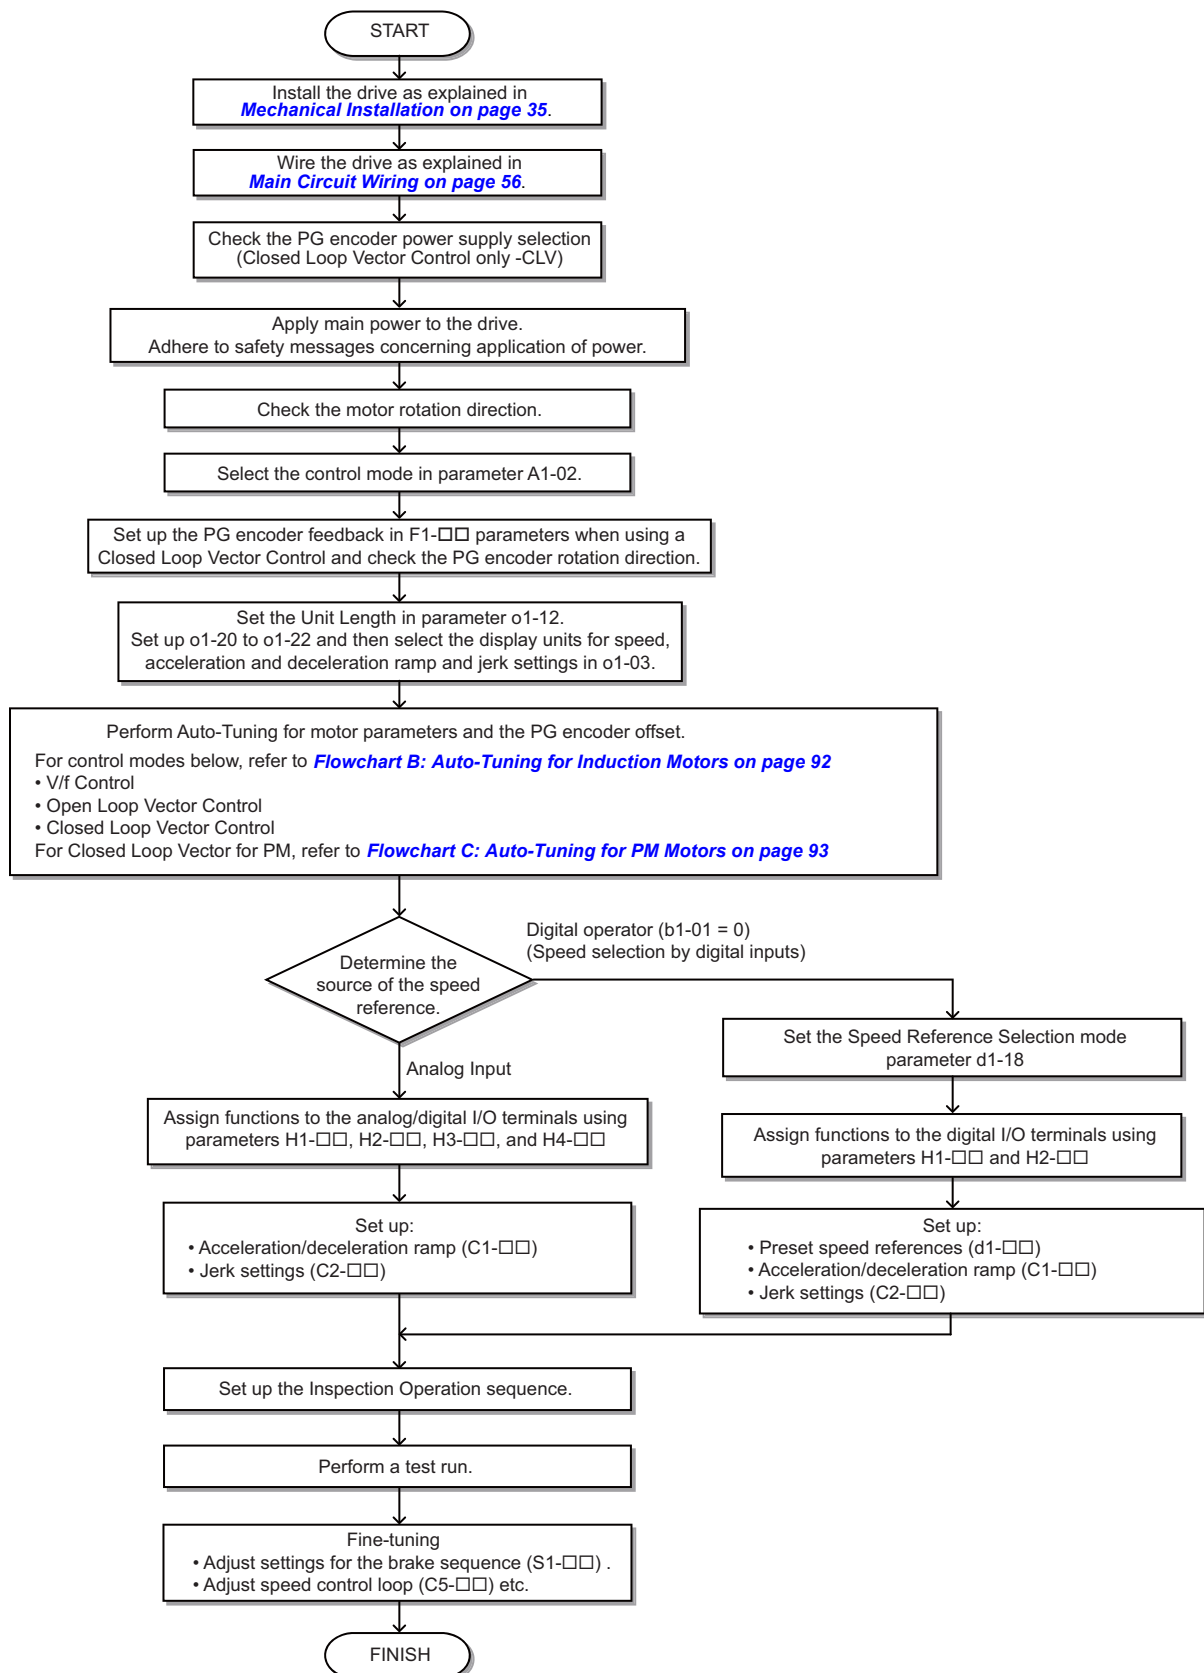 START
Install the drive as explained in
Mechanical Installation on page 35.
Wire the drive as explained in
Main Circuit Wiring on page 56.
Check the PG encoder power supply selection
(Closed Loop Vector Control only -CLV)
Apply main power to the drive.
Adhere to safety messages concerning application of power.
Check the motor rotation direction.
Select the control mode in parameter A1-02.
Set up the PG encoder feedback in F1-□□ parameters when using a
Closed Loop Vector Control and check the PG encoder rotation direction.
Set the Unit Length in parameter o1-12.
Set up o1-20 to o1-22 and then select the display units for speed,
acceleration and deceleration ramp and jerk settings in o1-03.
Perform Auto-Tuning for motor parameters and the PG encoder offset.
For control modes below, refer to Flowchart B: Auto-Tuning for Induction Motors on page 92
• V/f Control
• Open Loop Vector Control
• Closed Loop Vector Control
For Closed Loop Vector for PM, refer to Flowchart C: Auto-Tuning for PM Motors on page 93
Determine the
source of the speed
reference.
Digital operator (b1-01 = 0)
(Speed selection by digital inputs)
Analog Input
Assign functions to the analog/digital I/O terminals using
parameters H1-□□, H2-□□, H3-□□, and H4-□□
Set up:
• Acceleration/deceleration ramp (C1-□□)
• Jerk settings (C2-□□)
Set the Speed Reference Selection mode
parameter d1-18
Assign functions to the digital I/O terminals using
parameters H1-□□ and H2-□□
Set up:
• Preset speed references (d1-□□)
• Acceleration/deceleration ramp (C1-□□)
• Jerk settings (C2-□□)
Set up the Inspection Operation sequence.
Perform a test run.
Fine-tuning
• Adjust settings for the brake sequence (S1-□□) .
• Adjust speed control loop (C5-□□) etc.
FINISH